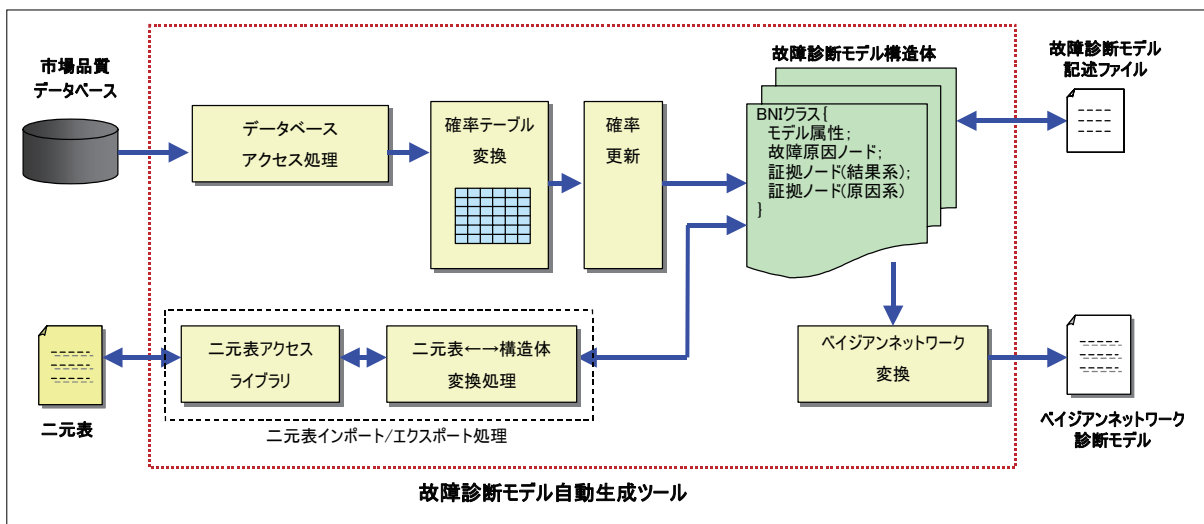 市場品質
データベース
データベース
アクセス処理
確率テーブル
変換
確率
更新
故障診断モデル構造体
BNIクラス{
モデル属性;
故障原因ノード;
証拠ノード(結果系);
証拠ノード(原因系)
}
故障診断モデル
記述ファイル
二元表
二元表アクセス
ライブラリ
二元表←→構造体
変換処理
二元表インポート/エクスポート処理
ベイジアンネットワーク
変換
ベイジアンネットワーク
診断モデル
故障診断モデル自動生成ツール